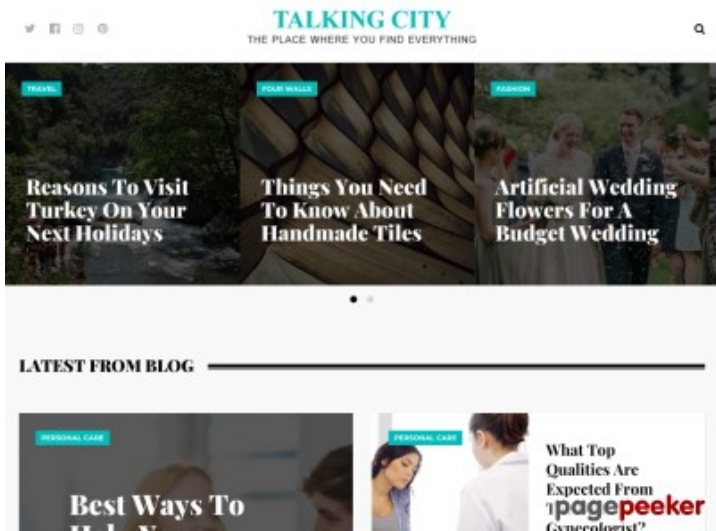 TALKING CITY
THE PLACE WHERE YOU FIND EVERYTHING
TRAVEL
Reasons To Visit
Turkey On Your
Next Holidays
FOUR WALLS
Things You Need
To Know About
Handmade Tiles
FASHION
Artificial Wedding
Flowers For A
Budget Wedding
LATEST FROM BLOG
PERSONAL CARE
Best Ways To
PERSONAL CARE
What Top
Qualities Are
Expected From
pagepeeker
Gynecologist?